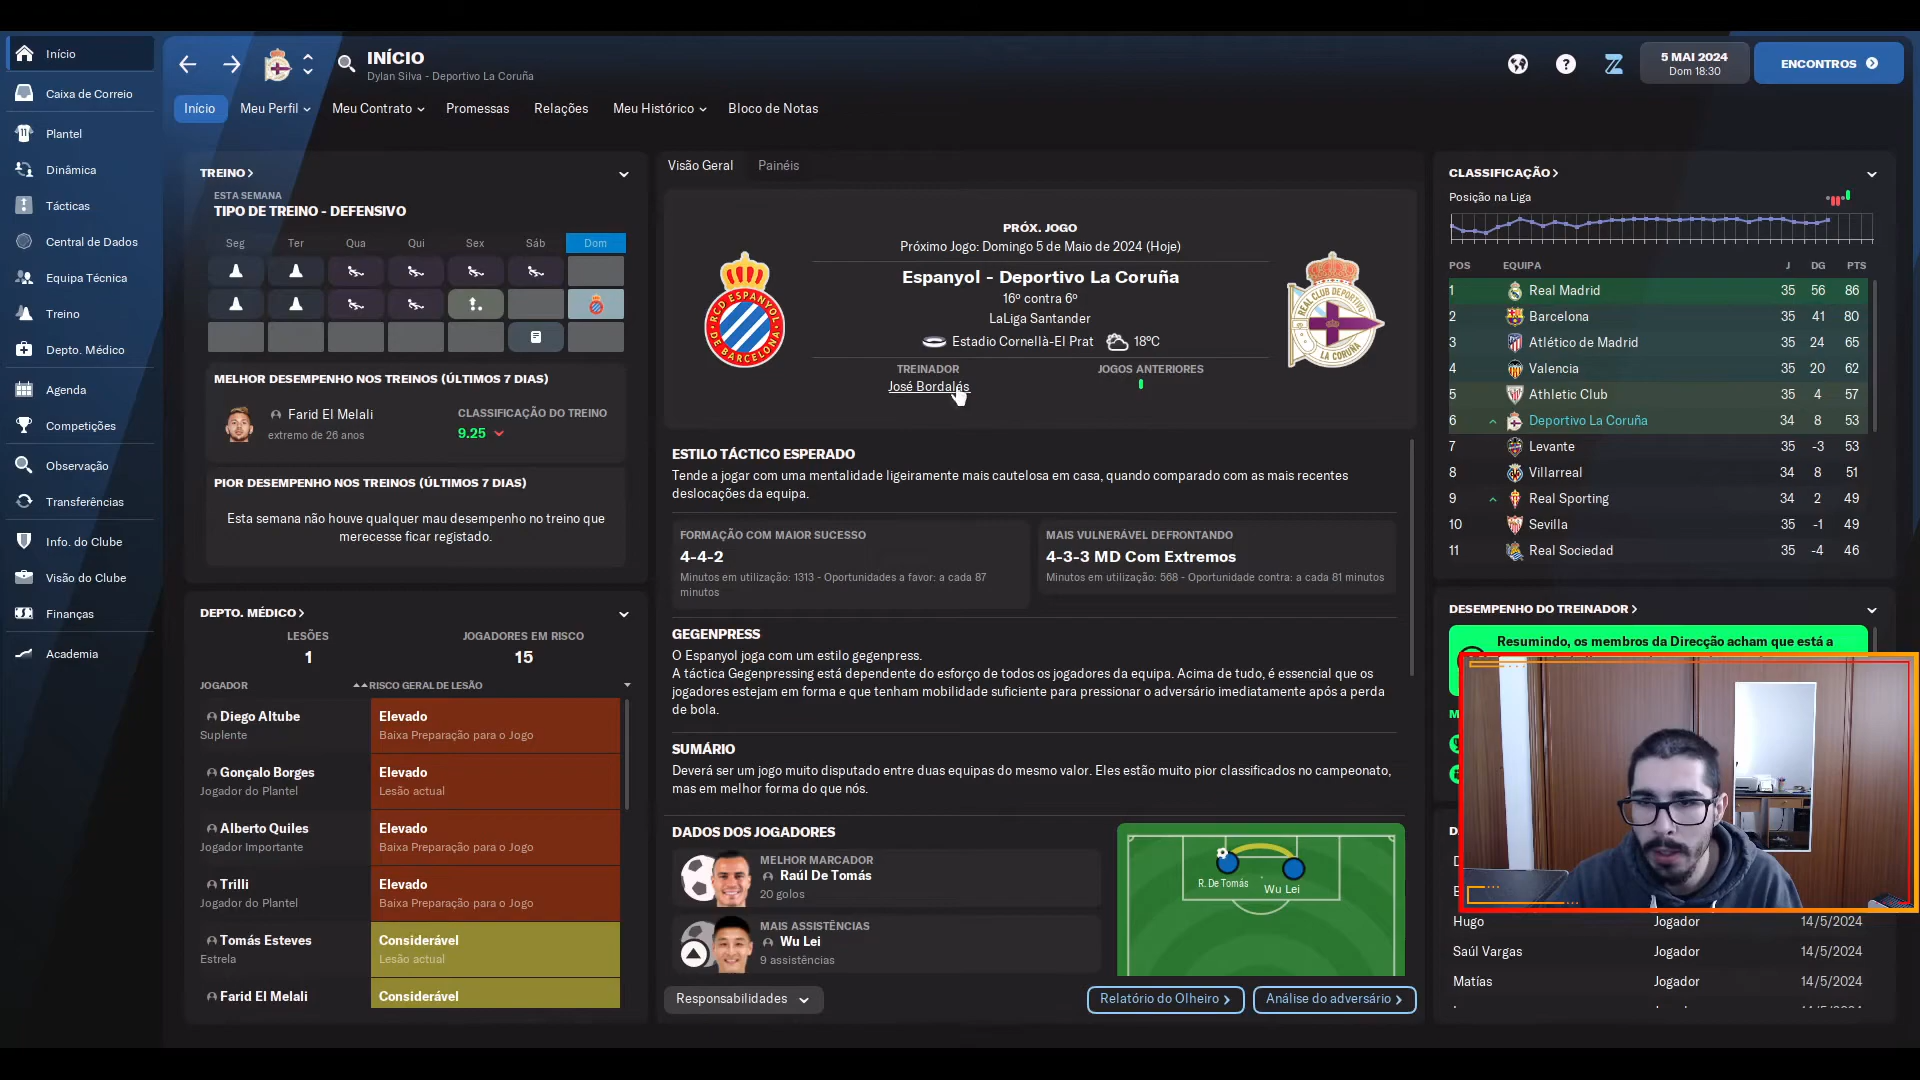 Início
Caixa de Correio
Plantel
Dinâmica
Tácticas
Central de Dados
Equipa Técnica
Treino
Depto. Médico
Agenda
Competições
Observação
Transferências
Info. do Clube
Visão do Clube
Finanças
Academia
INÍCIO
Dylan Silva - Deportivo La Coruña
5 MAI 2024
Dom 18:30
ENCONTROS
Início
Meu Perfil
Meu Contrato
Promessas
Relações
Meu Histórico
Bloco de Notas
TREINO
ESTA SEMANA
TIPO DE TREINO - DEFENSIVO
Seg Ter Qua Qui Sex Sáb Dom
MELHOR DESEMPENHO NOS TREINOS (ÚLTIMOS 7 DIAS)
Farid El Melali
extremo de 26 anos
CLASSIFICAÇÃO DO TREINO
9.25
PIOR DESEMPENHO NOS TREINOS (ÚLTIMOS 7 DIAS)
Esta semana não houve qualquer mau desempenho no treino que
merecesse ficar registado.
DEPTO. MÉDICO
LESÕES
1
JOGADORES EM RISCO
15
JOGADOR RISCO GERAL DE LESÃO
Diego Altube
Suplente
Elevado
Baixa Preparação para o Jogo
Gonçalo Borges
Jogador do Plantel
Elevado
Lesão actual
Alberto Quiles
Jogador Importante
Elevado
Baixa Preparação para o Jogo
Trilli
Jogador do Plantel
Elevado
Baixa Preparação para o Jogo
Tomás Esteves
Estrela
Considerável
Lesão actual
Farid El Melali
Considerável
Visão Geral
Painéis
PRÓX. JOGO
Próximo Jogo: Domingo 5 de Maio de 2024 (Hoje)
RCD ESPANYOL
DE BARCELONA
Espanyol - Deportivo La Coruña
16º contra 6º
LaLiga Santander
Estadio Cornellà-El Prat 18ºC
TREINADOR
José Bordalás
JOGOS ANTERIORES
REAL CLUB DEPORTIVO
LA CORUÑA
ESTILO TÁCTICO ESPERADO
Tende a jogar com uma mentalidade ligeiramente mais cautelosa em casa, quando comparado com as mais recentes
deslocações da equipa.
FORMAÇÃO COM MAIOR SUCESSO
4-4-2
Minutos em utilização: 1313 - Oportunidades a favor: a cada 87
minutos
MAIS VULNERÁVEL DEFRONTANDO
4-3-3 MD Com Extremos
Minutos em utilização: 568 - Oportunidade contra: a cada 81 minutos
GEGENPRESS
O Espanyol joga com um estilo gegenpress.
A táctica Gegenpressing está dependente do esforço de todos os jogadores da equipa. Acima de tudo, é essencial que os
jogadores estejam em forma e que tenham mobilidade suficiente para pressionar o adversário imediatamente após a perda
de bola.
SUMÁRIO
Deverá ser um jogo muito disputado entre duas equipas do mesmo valor. Eles estão muito pior classificados no campeonato,
mas em melhor forma do que nós.
DADOS DOS JOGADORES
MELHOR MARCADOR
Raúl De Tomás
20 golos
MAIS ASSISTÊNCIAS
Wu Lei
9 assistências
R. De Tomás
Wu Lei
Responsabilidades
Relatório do Olheiro
Análise do adversário
CLASSIFICAÇÃO
Posição na Liga
POS EQUIPA J DG PTS
1 Real Madrid 35 56 86
2 Barcelona 35 41 80
3 Atlético de Madrid 35 24 65
4 Valencia 35 20 62
5 Athletic Club 35 4 57
6 Deportivo La Coruña 34 8 53
7 Levante 35 -3 53
8 Villarreal 34 8 51
9 Real Sporting 34 2 49
10 Sevilla 35 -1 49
11 Real Sociedad 35 -4 46
DESEMPENHO DO TREINADOR
Resumindo, os membros da Direcção acham que está a
Hugo Jogador 14/5/2024
Saúl Vargas Jogador 14/5/2024
Matías Jogador 14/5/2024